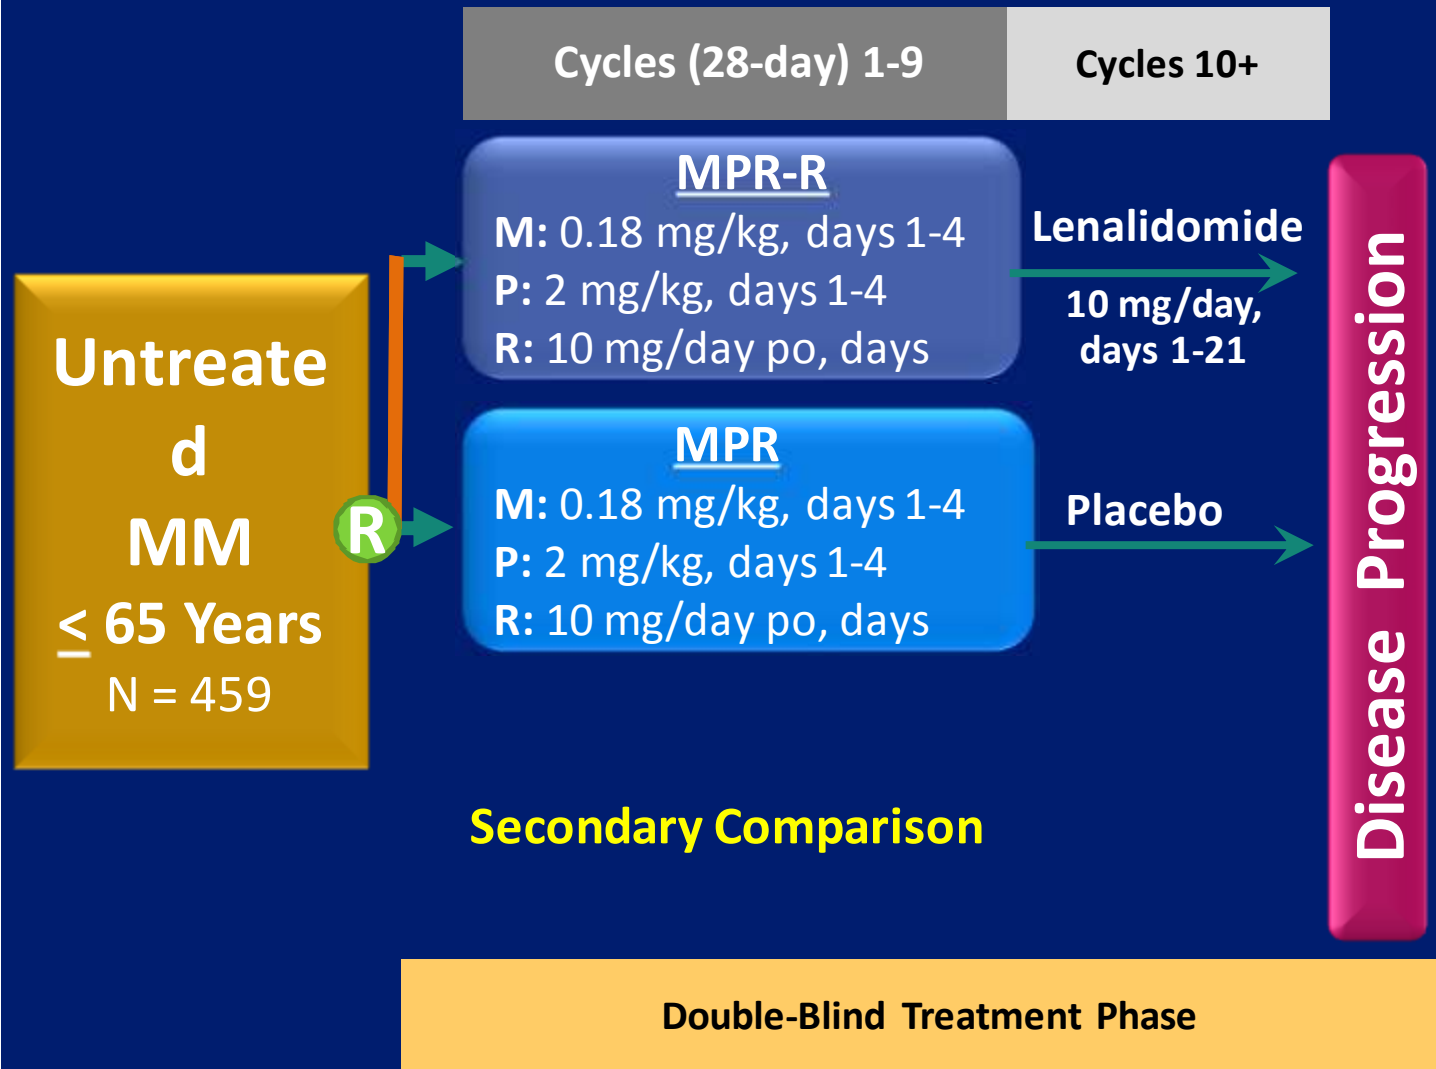 Cycles (28-day) 1-9
Cycles 10+
MPR-R
M: 0.18 mg/kg, days 1-4
P: 2 mg/kg, days 1-4
R: 10 mg/day po, days
Lenalidomide
10 mg/day,
days 1-21
Untreate
d
MM
< 65 Years
N = 459
R
MPR
M: 0.18 mg/kg, days 1-4
P: 2 mg/kg, days 1-4
R: 10 mg/day po, days
Placebo
Disease Progression
Secondary Comparison
Double-Blind Treatment Phase